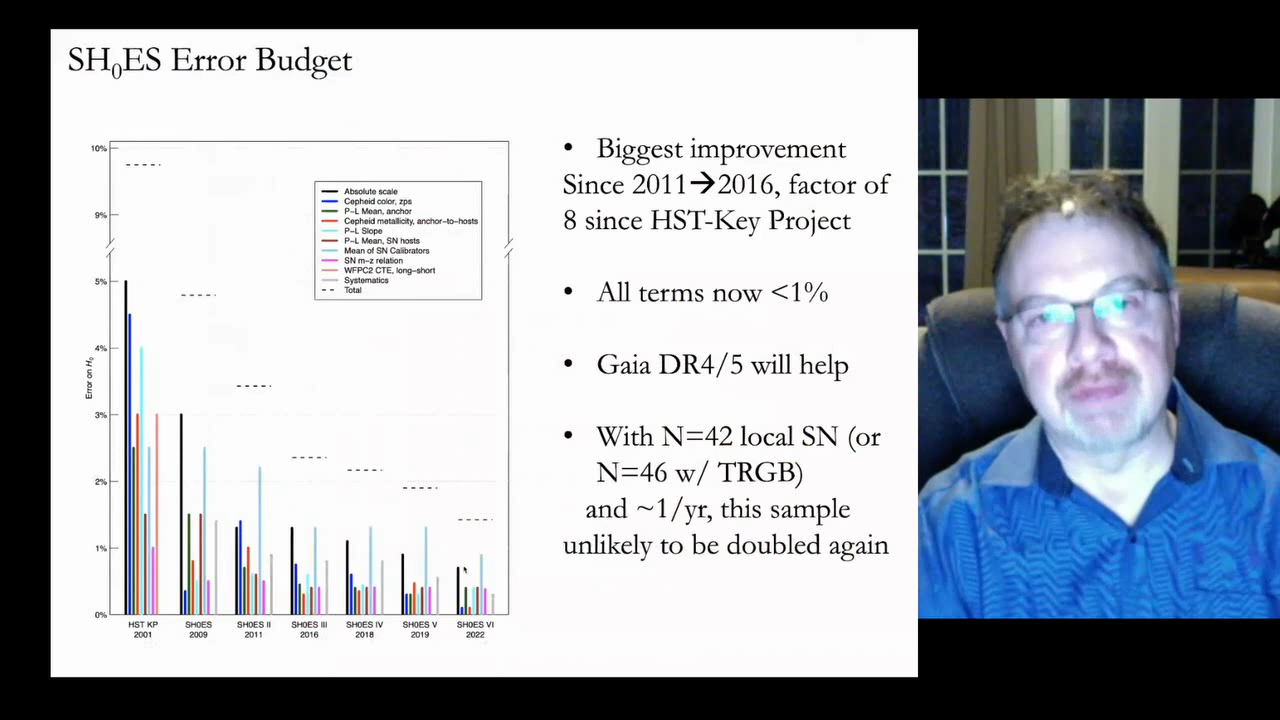 SH0ES Error Budget
10%
9%
5%
4%
3%
2%
1%
0%
Error on H0
Absolute scale
Cepheid color, zps
P-L Mean, anchor
Cepheid metallicity, anchor-to-hosts
P-L Slope
P-L Mean, SN hosts
Mean of SN Calibrators
SN m-z relation
WFPC2 CTE, long-short
Systematics
Total
HST KP
2001
SH0ES
2009
SH0ES II
2011
SH0ES III
2016
SH0ES IV
2018
SH0ES V
2019
SH0ES VI
2022
• Biggest improvement
Since 2011→2016, factor of
8 since HST-Key Project
• All terms now <1%
• Gaia DR4/5 will help
• With N=42 local SN (or
N=46 w/ TRGB)
and ~1/yr, this sample
unlikely to be doubled again